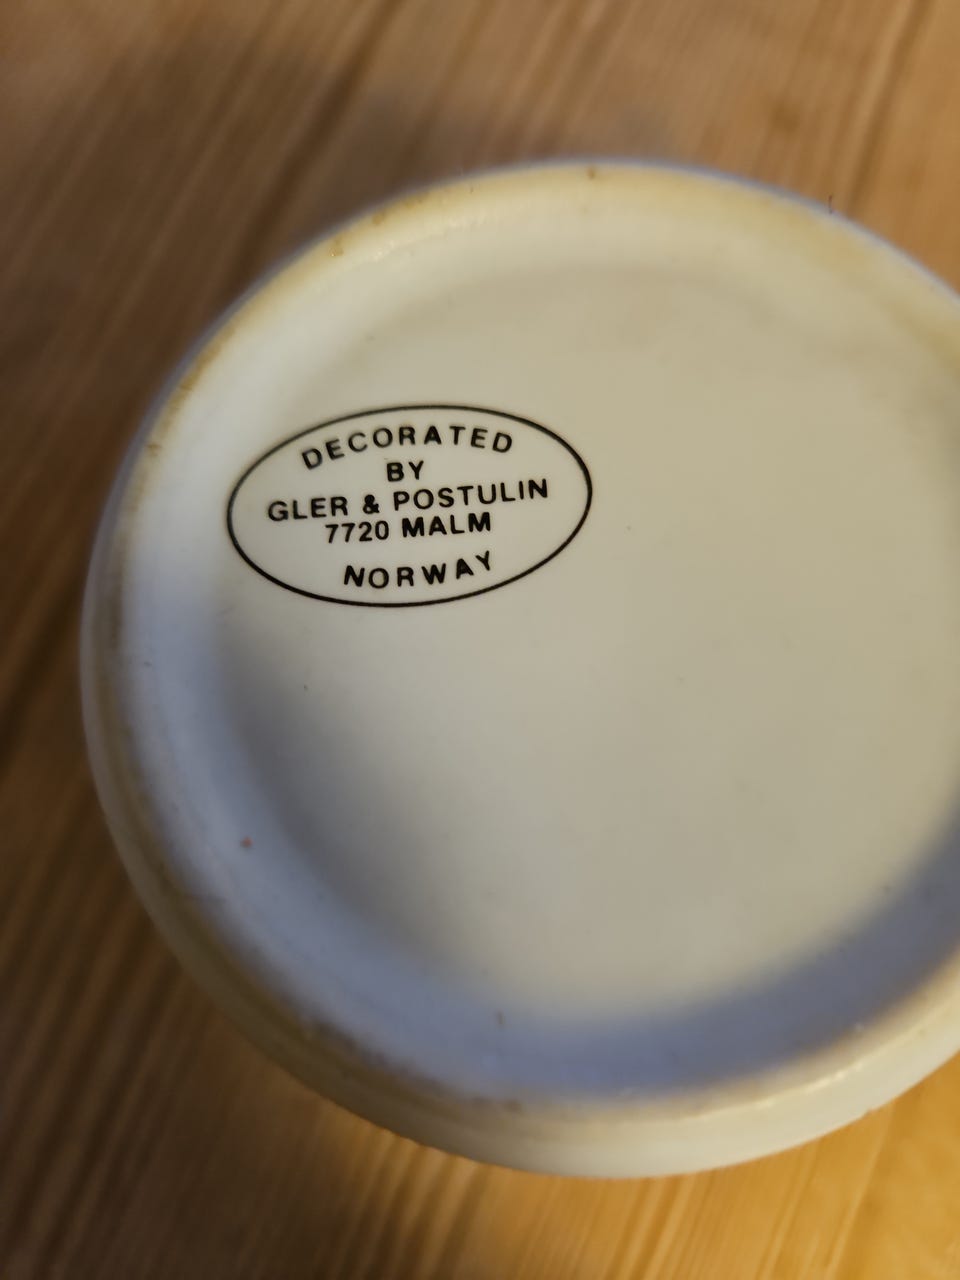 DECORATED
BY
GLER & POSTULIN
7720 MALM
NORWAY